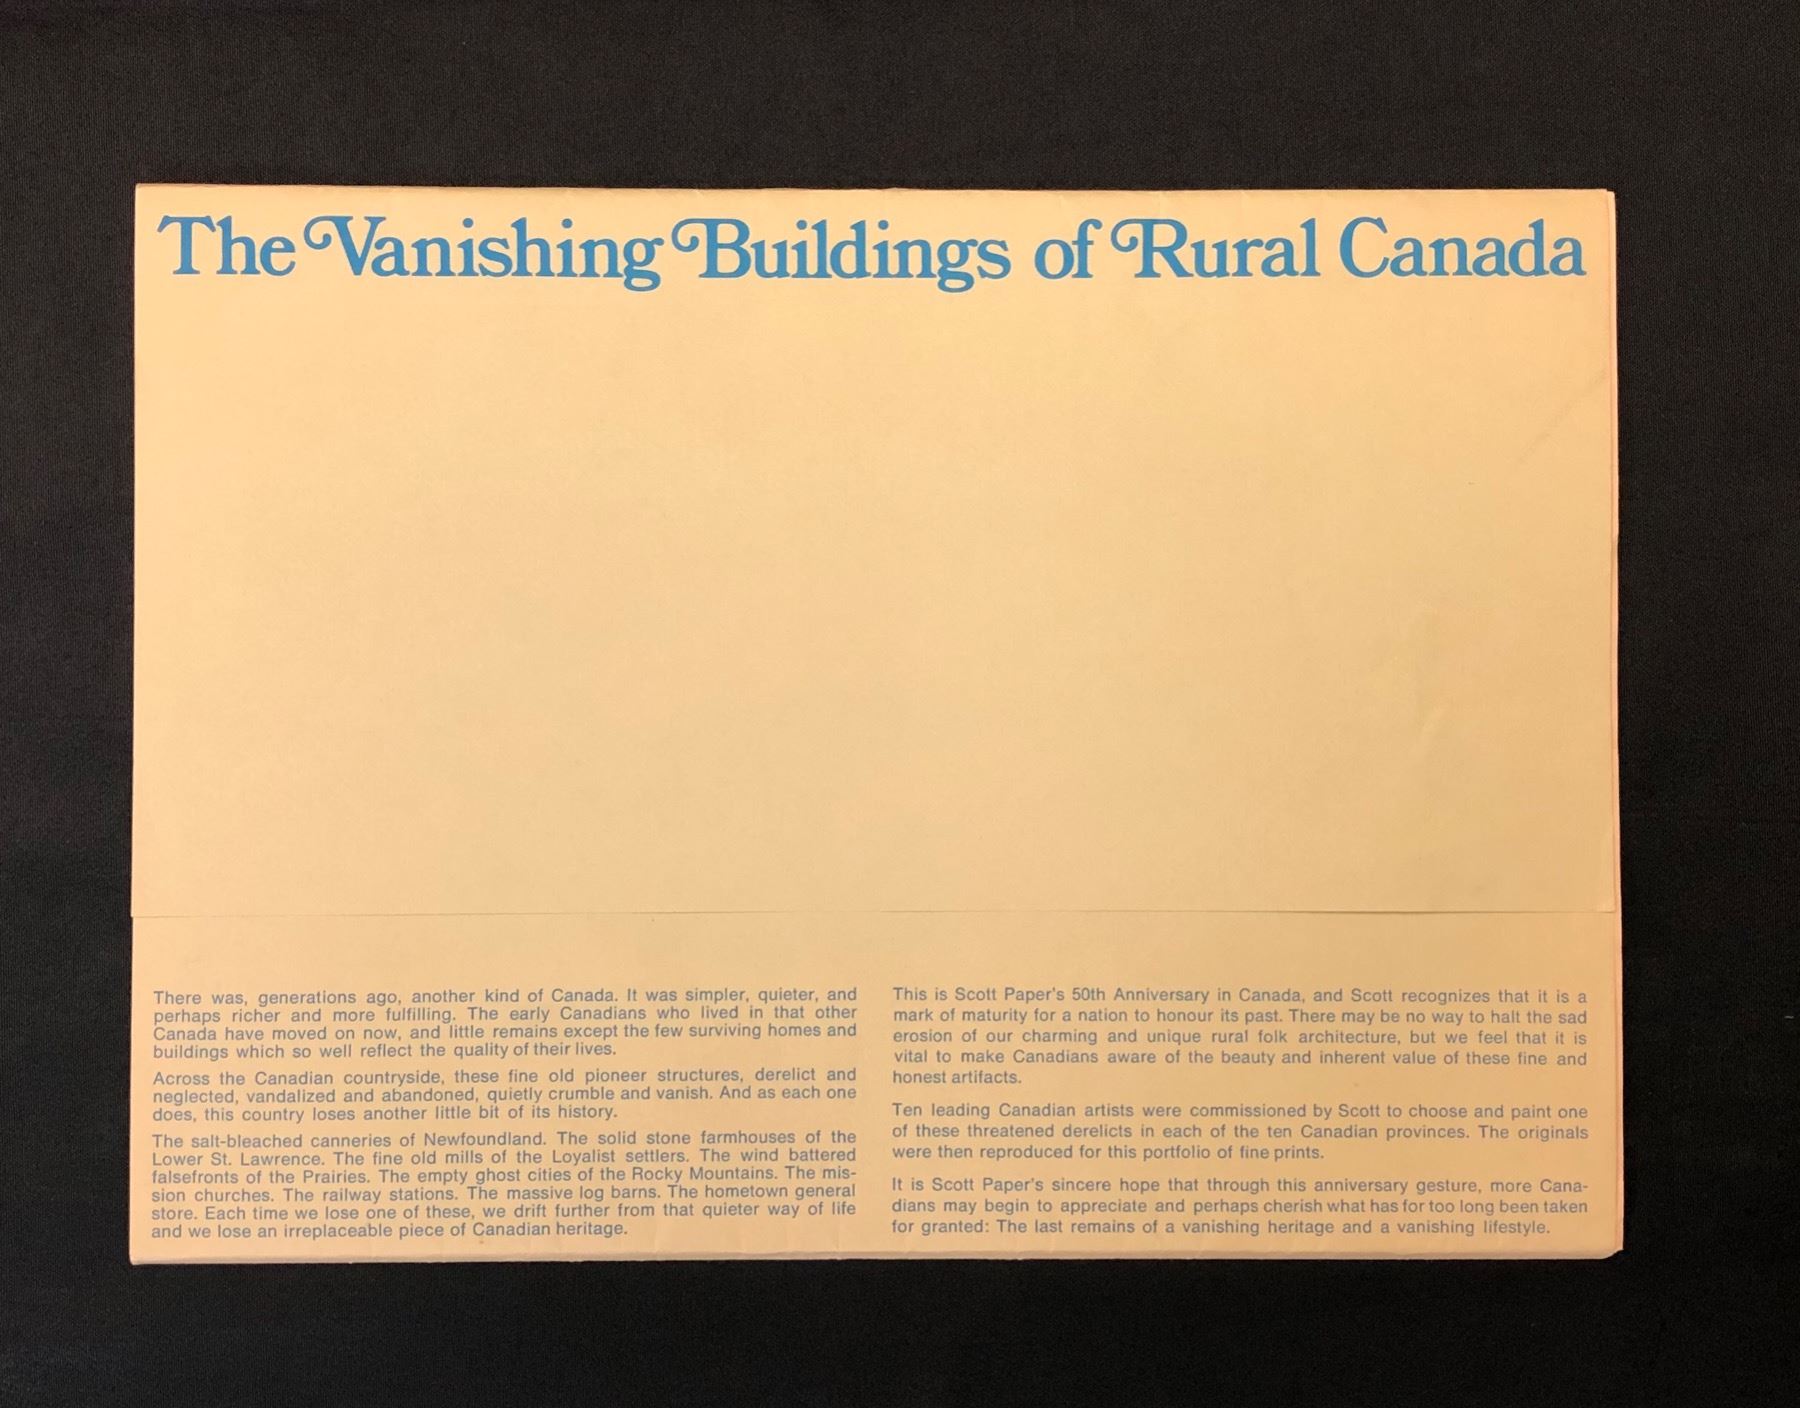 The Vanishing Buildings of Rural Canada
There was, generations ago, another kind of Canada. It was simpler, quieter, and
perhaps richer and more fulfilling. The early Canadians who lived in that other
Canada have moved on now, and little remains except the few surviving homes and
buildings which so well reflect the quality of their lives.
Across the Canadian countryside, these fine old pioneer structures, derelict and
neglected, vandalized and abandoned, quietly crumble and vanish. And as each one
does, this country loses another little bit of its history.
The salt-bleached canneries of Newfoundland. The solid stone farmhouses of the
Lower St. Lawrence. The fine old mills of the Loyalist settlers. The wind battered
falsefronts of the Prairies. The empty ghost cities of the Rocky Mountains. The mis-
sion churches. The railway stations. The massive log barns. The hometown general
store. Each time we lose one of these, we drift further from that quieter way of life
and we lose an irreplaceable piece of Canadian heritage.
This is Scott Paper's 50th Anniversary in Canada, and Scott recognizes that it is a
mark of maturity for a nation to honour its past. There may be no way to halt the sad
erosion of our charming and unique rural folk architecture, but we feel that it is
vital to make Canadians aware of the beauty and inherent value of these fine and
honest artifacts.
Ten leading Canadian artists were commissioned by Scott to choose and paint one
of these threatened derelicts in each of the ten Canadian provinces. The originals
were then reproduced for this portfolio of fine prints.
It is Scott Paper's sincere hope that through this anniversary gesture, more Cana-
dians may begin to appreciate and perhaps cherish what has for too long been taken
for granted: The last remains of a vanishing heritage and a vanishing lifestyle.